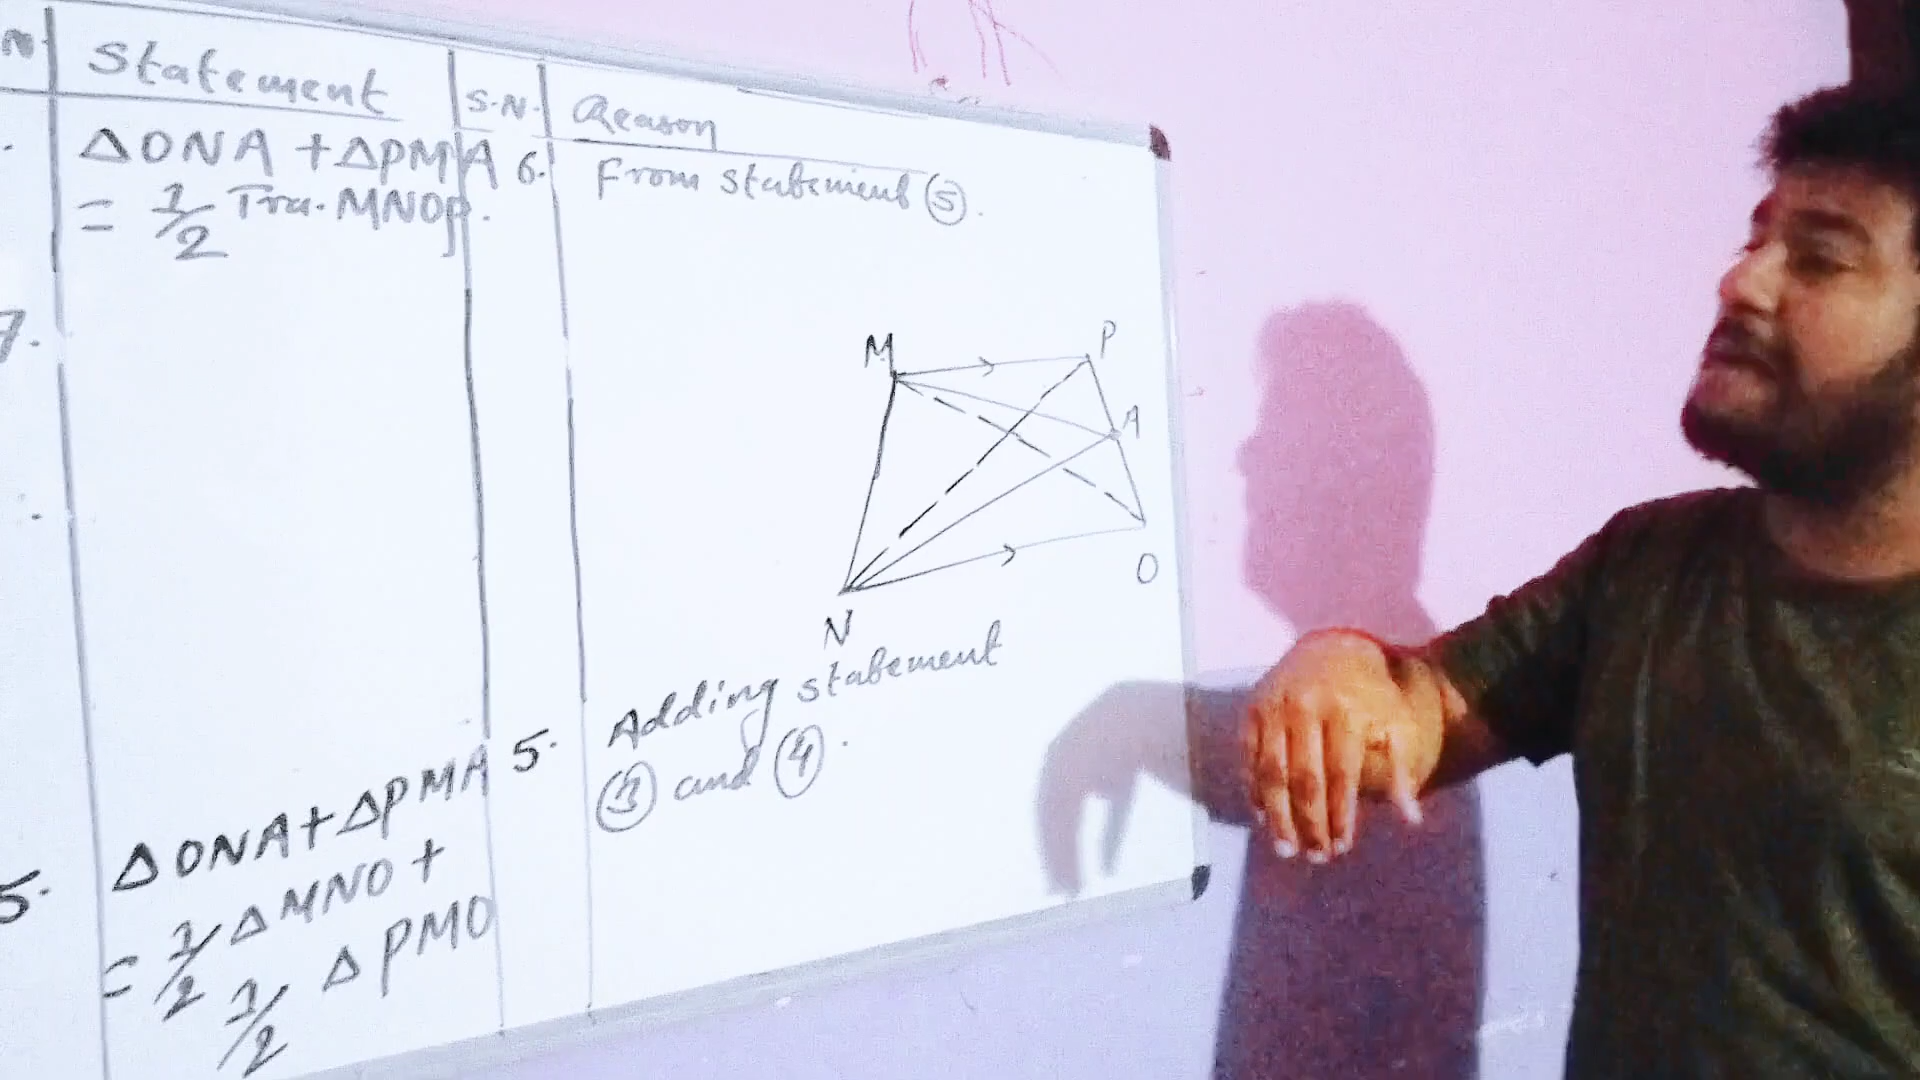 N. Statement S.N. Reason
. ΔONA + ΔPMA 6. From statement (5).
= 1/2 Tra. MNOP.
7.
M P
A
O
N
5. ΔONA + ΔPMA 5. Adding statement
= 1/2 ΔMNO + (3) and (4).
1/2 ΔPMO